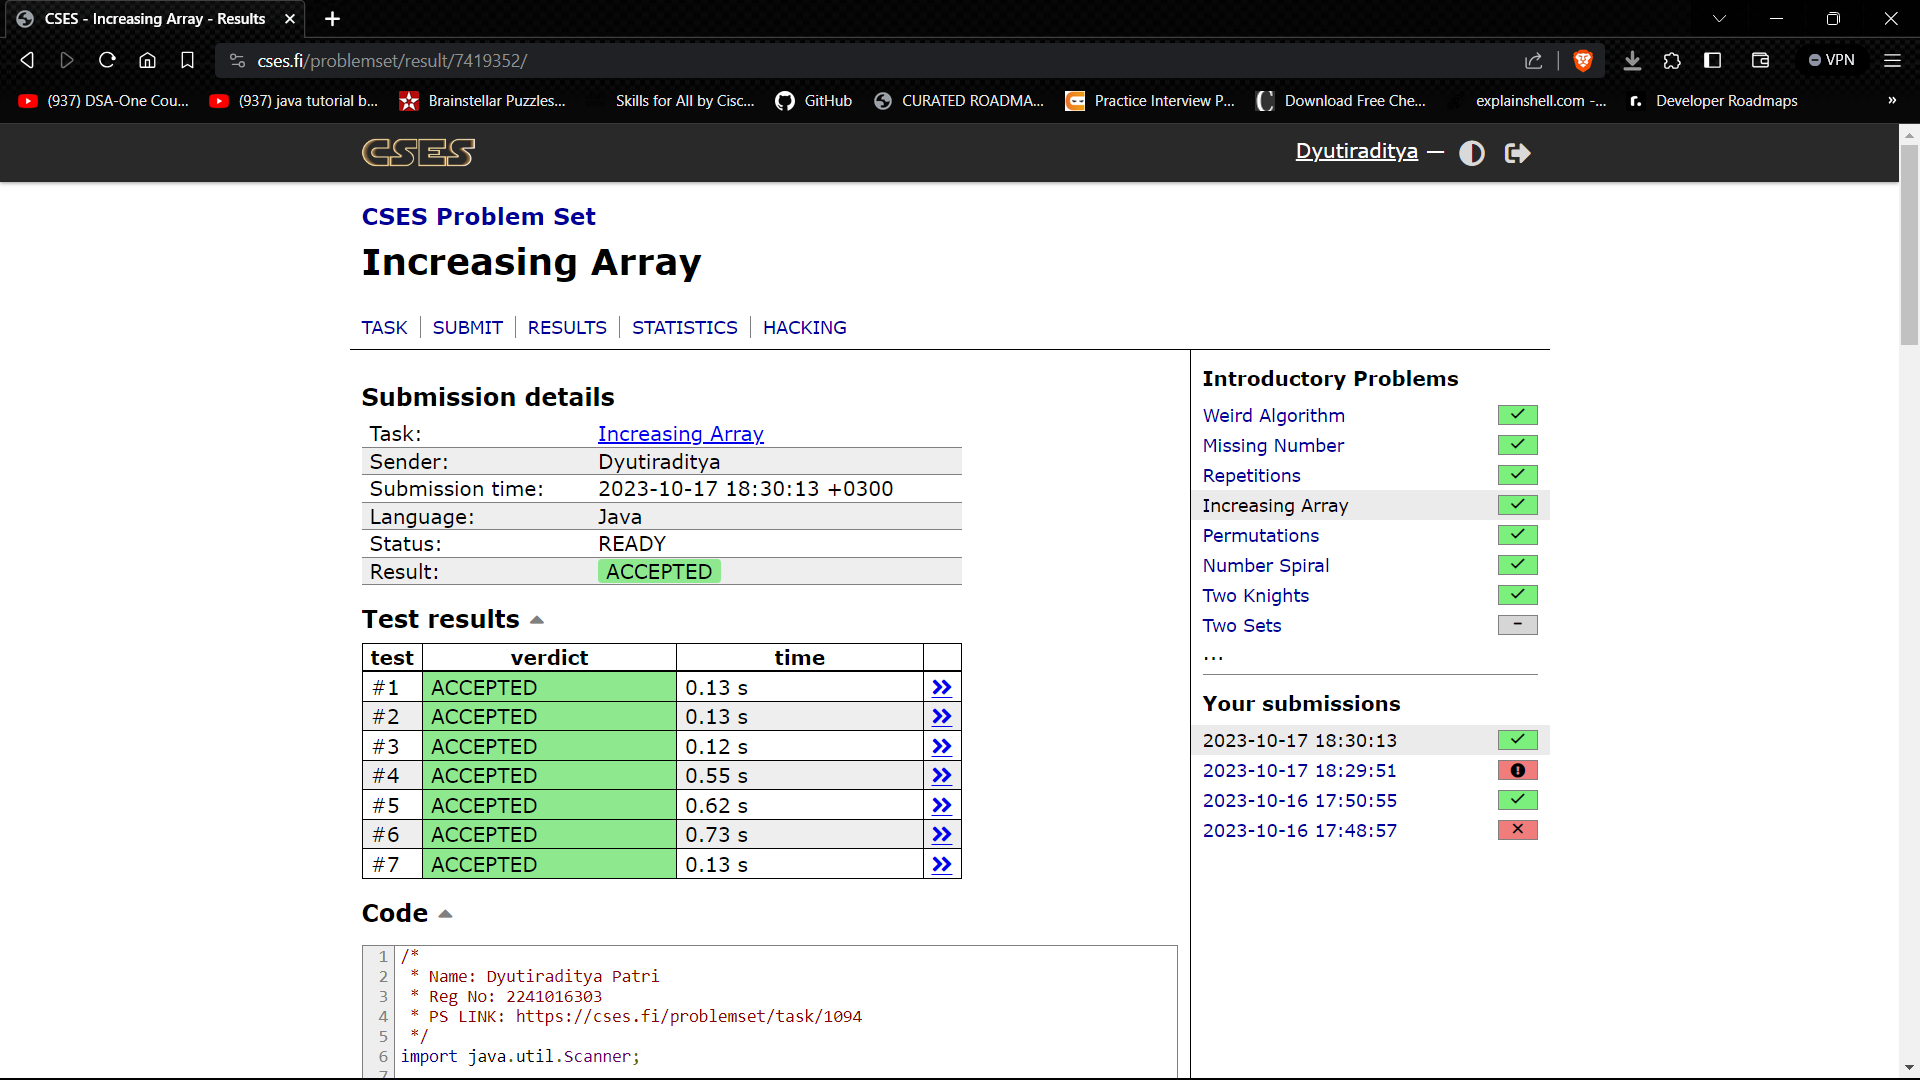 CSES - Increasing Array - Results
cses.fi/problemset/result/7419352/
VPN
(937) DSA-One Cou...
(937) java tutorial b...
Brainstellar Puzzles...
Skills for All by Cisc...
GitHub
CURATED ROADMA...
Practice Interview P...
Download Free Che...
explainshell.com -...
Developer Roadmaps
»
CSES
Dyutiraditya —
CSES Problem Set
Increasing Array
TASK
SUBMIT
RESULTS
STATISTICS
HACKING
Submission details
Task: Increasing Array
Sender: Dyutiraditya
Submission time: 2023-10-17 18:30:13 +0300
Language: Java
Status: READY
Result: ACCEPTED
Test results
test verdict time
#1 ACCEPTED 0.13 s »
#2 ACCEPTED 0.13 s »
#3 ACCEPTED 0.12 s »
#4 ACCEPTED 0.55 s »
#5 ACCEPTED 0.62 s »
#6 ACCEPTED 0.73 s »
#7 ACCEPTED 0.13 s »
Code
1 /*
2 * Name: Dyutiraditya Patri
3 * Reg No: 2241016303
4 * PS LINK: https://cses.fi/problemset/task/1094
5 */
6 import java.util.Scanner;
7
Introductory Problems
Weird Algorithm
Missing Number
Repetitions
Increasing Array
Permutations
Number Spiral
Two Knights
Two Sets –
...
Your submissions
2023-10-17 18:30:13
2023-10-17 18:29:51
2023-10-16 17:50:55
2023-10-16 17:48:57